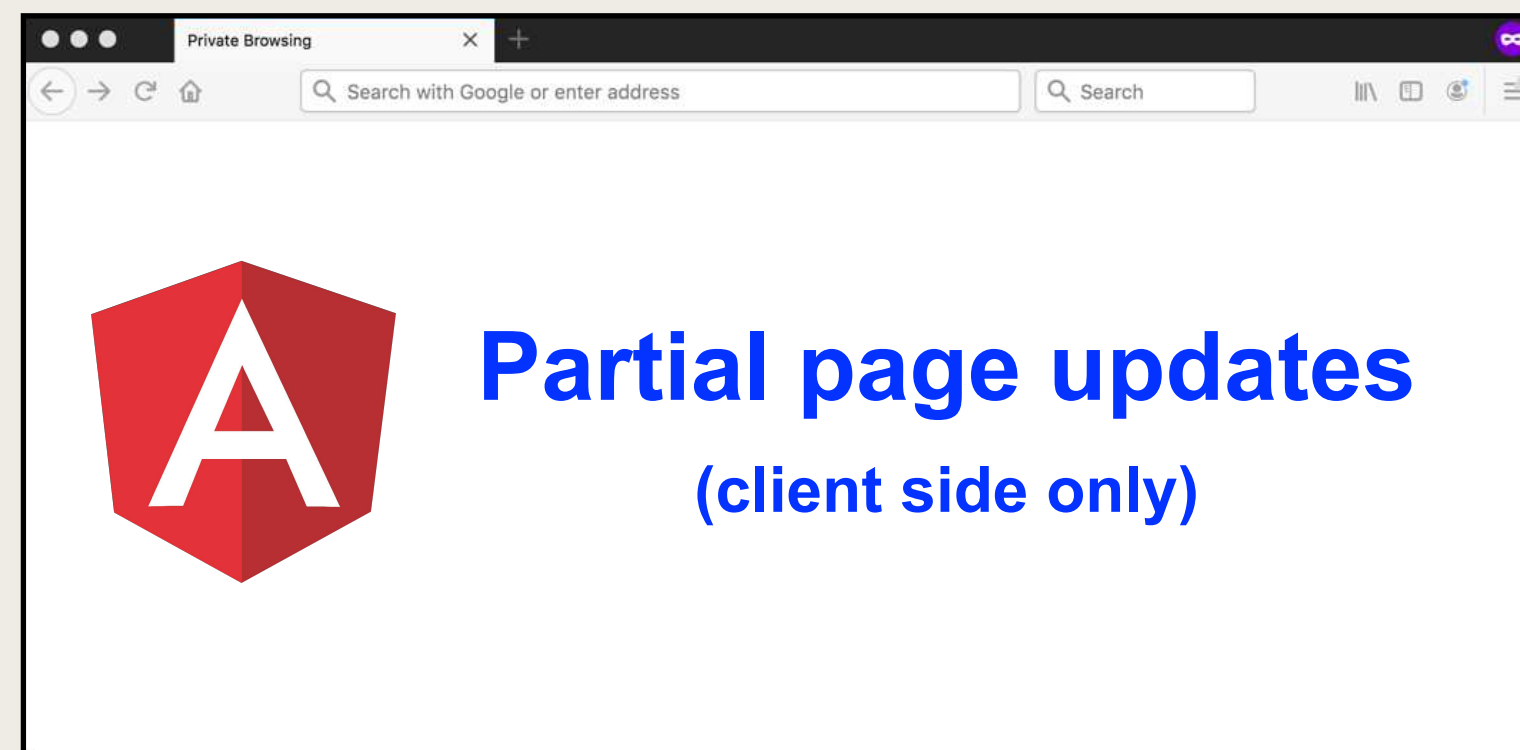 Private Browsing
Search with Google or enter address
Search
Partial page updates
(client side only)